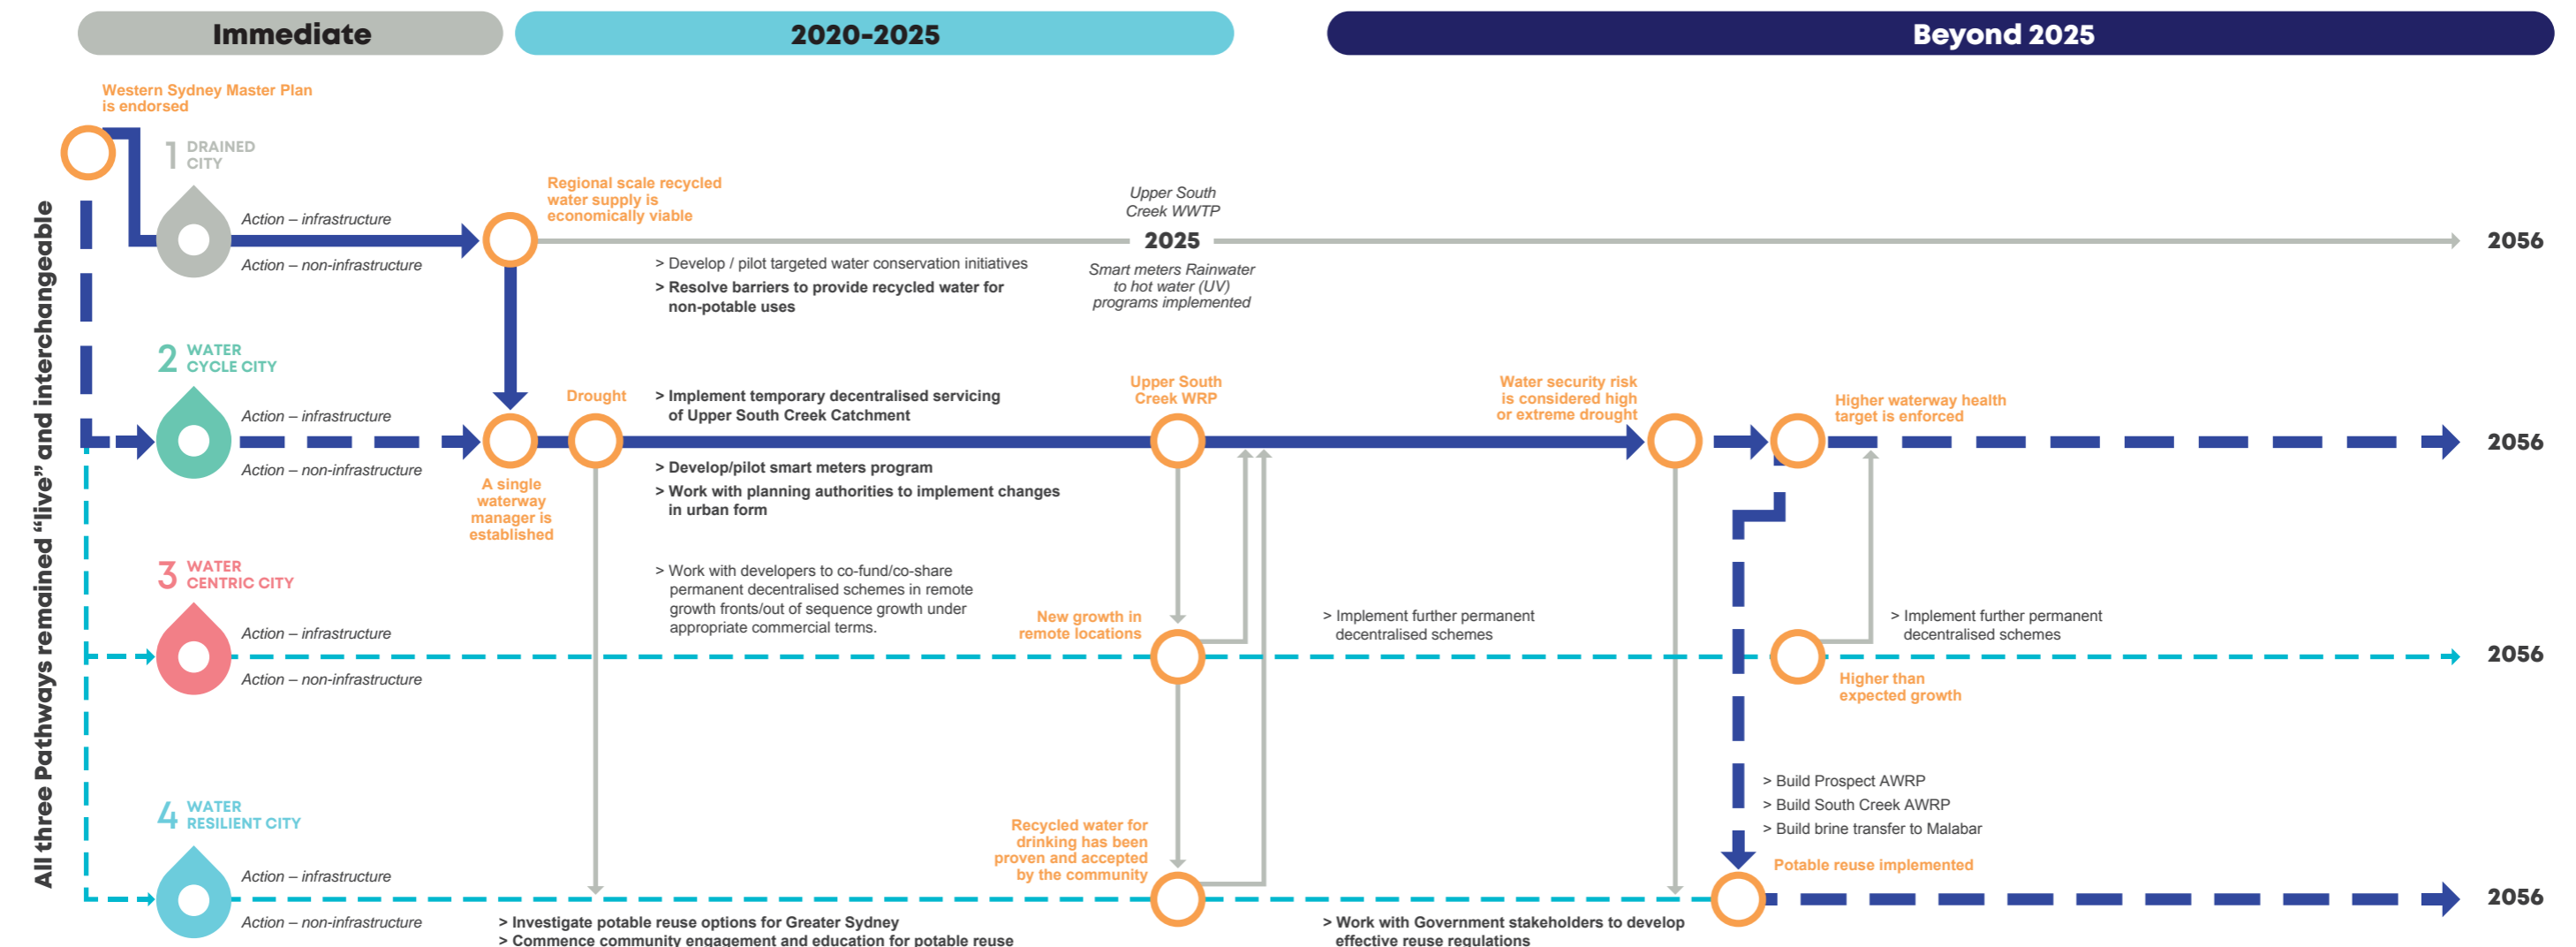 Immediate
2020-2025
Beyond 2025
All three Pathways remained “live” and interchangeable
Western Sydney Master Plan
is endorsed
1 DRAINED
CITY
Action – infrastructure
Action – non-infrastructure
Regional scale recycled
water supply is
economically viable
> Develop / pilot targeted water conservation initiatives
> Resolve barriers to provide recycled water for
non-potable uses
Upper South
Creek WWTP
2025
Smart meters Rainwater
to hot water (UV)
programs implemented
2056
2 WATER
CYCLE CITY
Action – infrastructure
Action – non-infrastructure
A single
waterway
manager is
established
Drought
> Implement temporary decentralised servicing
of Upper South Creek Catchment
> Develop/pilot smart meters program
> Work with planning authorities to implement changes
in urban form
Upper South
Creek WRP
Water security risk
is considered high
or extreme drought
Higher waterway health
target is enforced
2056
3 WATER
CENTRIC CITY
Action – infrastructure
Action – non-infrastructure
> Work with developers to co-fund/co-share
permanent decentralised schemes in remote
growth fronts/out of sequence growth under
appropriate commercial terms.
New growth in
remote locations
> Implement further permanent
decentralised schemes
> Implement further permanent
decentralised schemes
Higher than
expected growth
2056
4 WATER
RESILIENT CITY
Action – infrastructure
Action – non-infrastructure
> Investigate potable reuse options for Greater Sydney
> Commence community engagement and education for potable reuse
Recycled water for
drinking has been
proven and accepted
by the community
> Work with Government stakeholders to develop
effective reuse regulations
> Build Prospect AWRP
> Build South Creek AWRP
> Build brine transfer to Malabar
Potable reuse implemented
2056